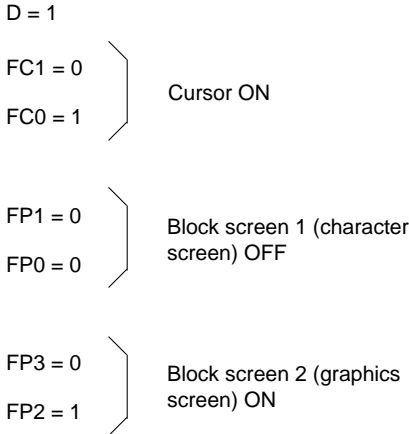 D = 1
FC1 = 0
FC0 = 1
Cursor ON
FP1 = 0
FP0 = 0
Block screen 1 (character
screen) OFF
FP3 = 0
FP2 = 1
Block screen 2 (graphics
screen) ON